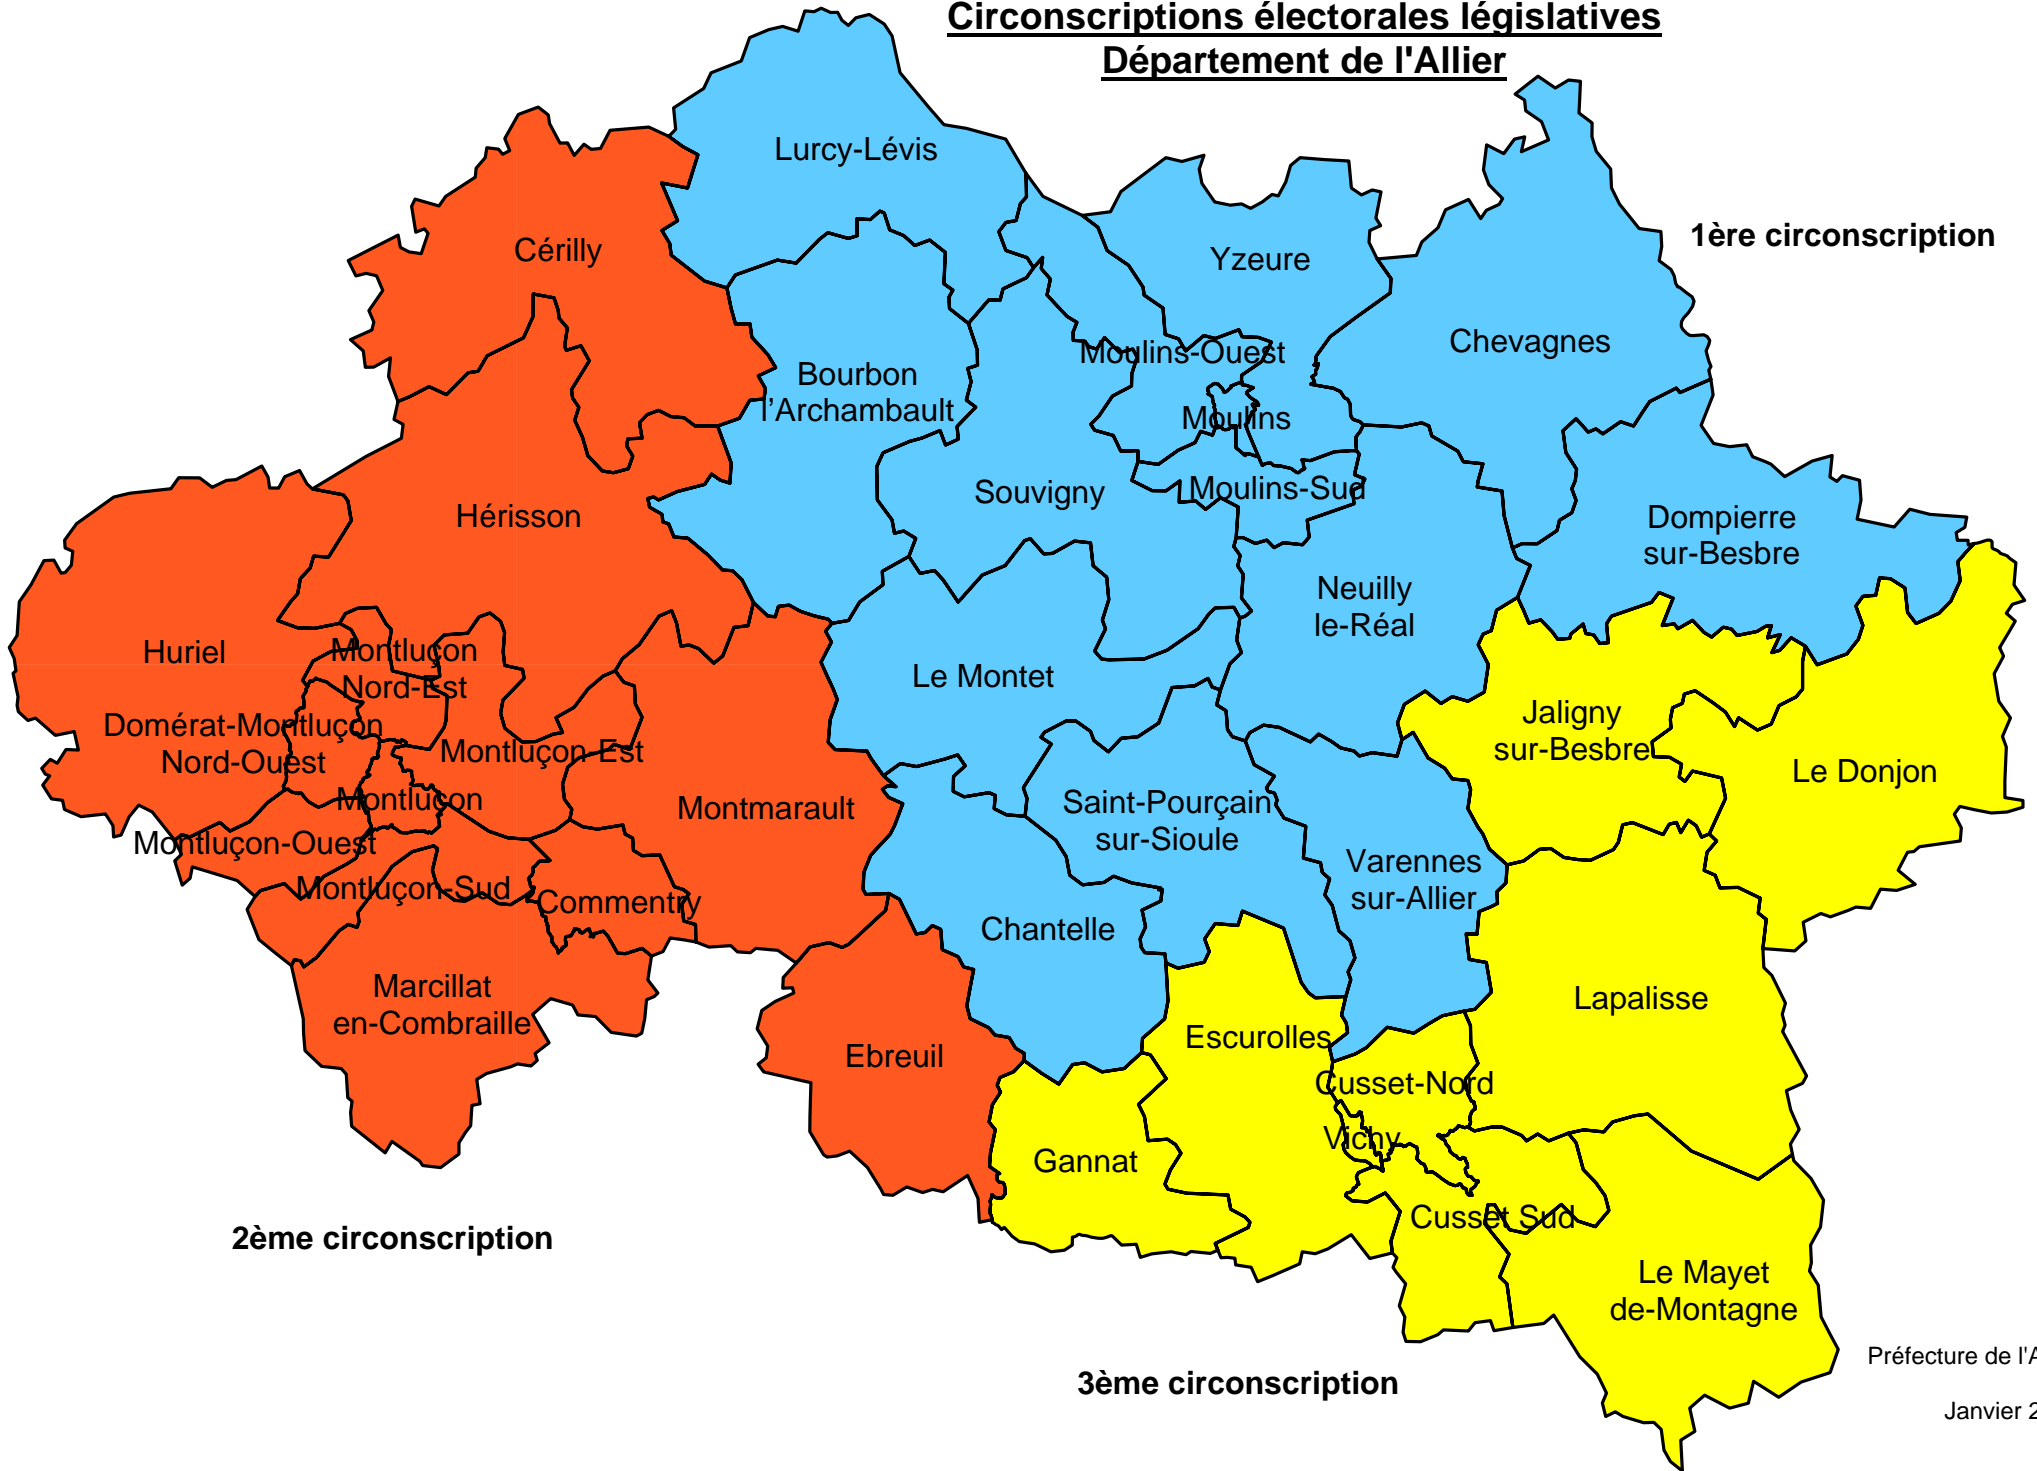 Circonscriptions électorales législatives
Département de l'Allier
Lurcy-Lévis
1ère circonscription
Cérilly
Yzeure
Chevagnes
Moulins-Ouest
Bourbon
l'Archambault
Moulins
Souvigny
Moulins-Sud
Hérisson
Dompierre
sur-Besbre
Neuilly
le-Réal
Huriel
Montluçon
Nord-Est
Le Montet
Domérat-Montluçon
Nord-Ouest
Jaligny
sur-Besbre
Montluçon-Est
Le Donjon
Montluçon
Montmarault
Saint-Pourçain
sur-Sioule
Montluçon-Ouest
Varennes
sur-Allier
Montluçon-Sud
Commentry
Chantelle
Marcillat
en-Combraille
Lapalisse
Escurolles
Ebreuil
Cusset-Nord
Vichy
Gannat
Cusset Sud
2ème circonscription
Le Mayet
de-Montagne
Préfecture de l'A
3ème circonscription
Janvier 2